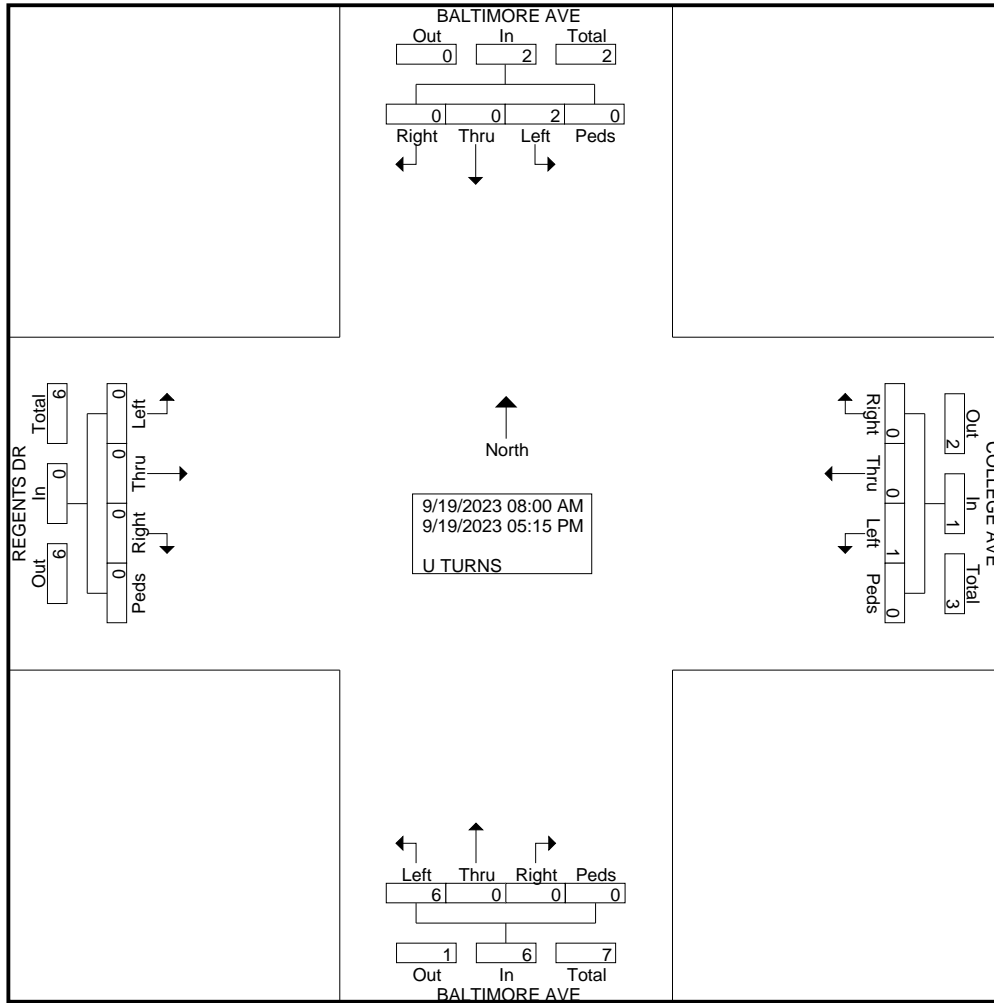 BALTIMORE AVE
Out In Total
0 2 2
0 0 2 0
Right Thru Left Peds
REGENTS DR
Total In Out
6 0 6
0 0 0 0
Left Thru Right Peds
North
9/19/2023 08:00 AM
9/19/2023 05:15 PM
U TURNS
Right Thru Left Peds
0 0 1 0
Out In Total
2 1 3
COLLEGE AVE
Left Thru Right Peds
6 0 0 0
1 6 7
Out In Total
BALTIMORE AVE